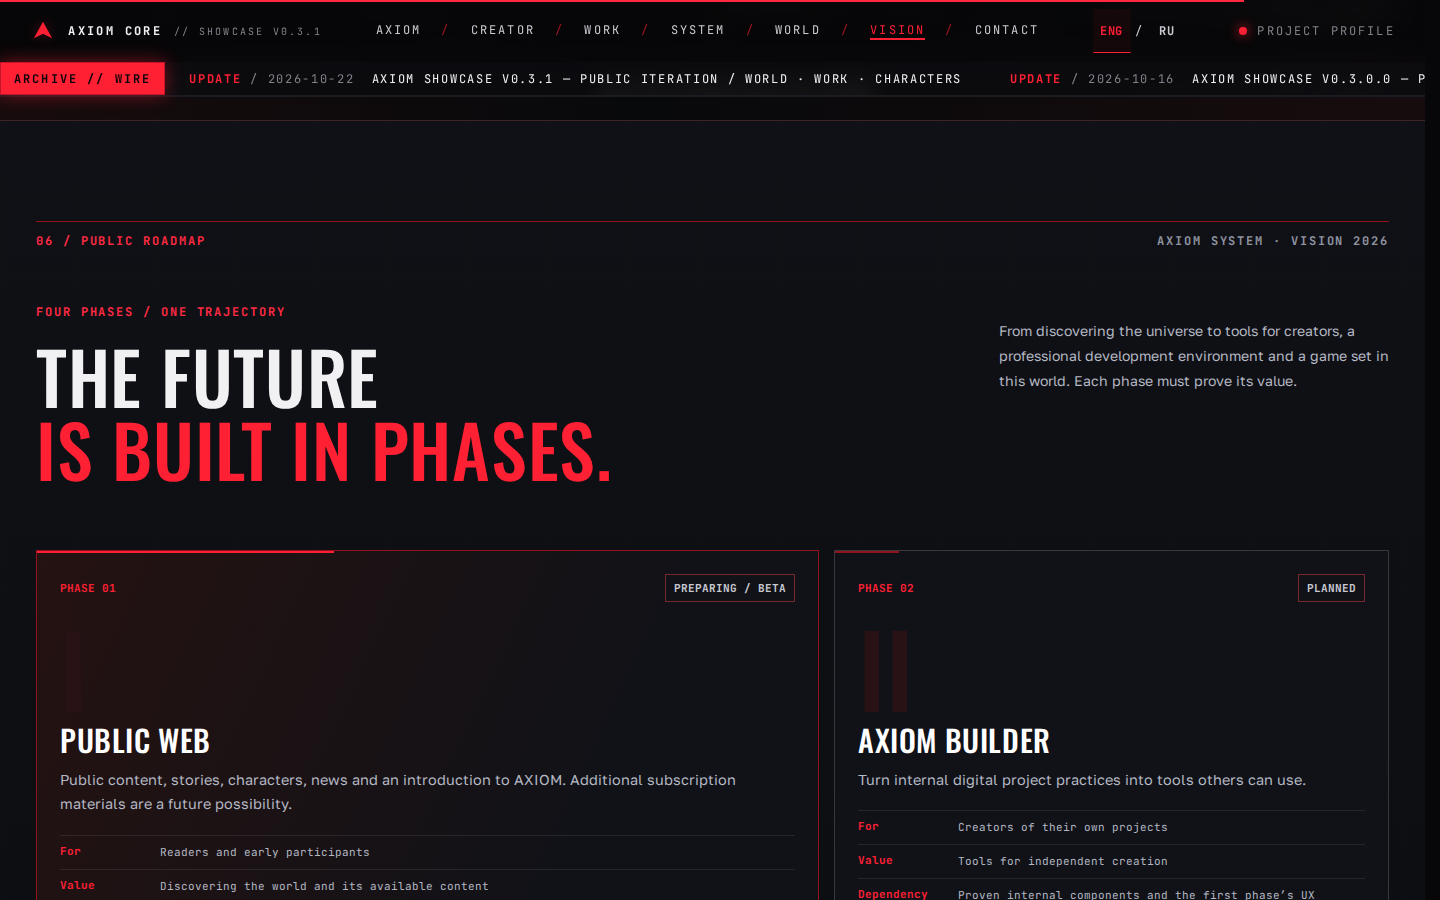 AXIOM CORE // SHOWCASE V0.3.1
AXIOM / CREATOR / WORK / SYSTEM / WORLD / VISION / CONTACT
ENG / RU
PROJECT PROFILE
ARCHIVE // WIRE
UPDATE / 2026-10-22 AXIOM SHOWCASE V0.3.1 — PUBLIC ITERATION / WORLD · WORK · CHARACTERS
UPDATE / 2026-10-16 AXIOM SHOWCASE V0.3.0.0 — P
06 / PUBLIC ROADMAP
AXIOM SYSTEM · VISION 2026
FOUR PHASES / ONE TRAJECTORY
THE FUTURE
IS BUILT IN PHASES.
From discovering the universe to tools for creators, a
professional development environment and a game set in
this world. Each phase must prove its value.
PHASE 01
PREPARING / BETA
I
PUBLIC WEB
Public content, stories, characters, news and an introduction to AXIOM. Additional subscription
materials are a future possibility.
For Readers and early participants
Value Discovering the world and its available content
PHASE 02
PLANNED
II
AXIOM BUILDER
Turn internal digital project practices into tools others can use.
For Creators of their own projects
Value Tools for independent creation
Dependency Proven internal components and the first phase’s UX